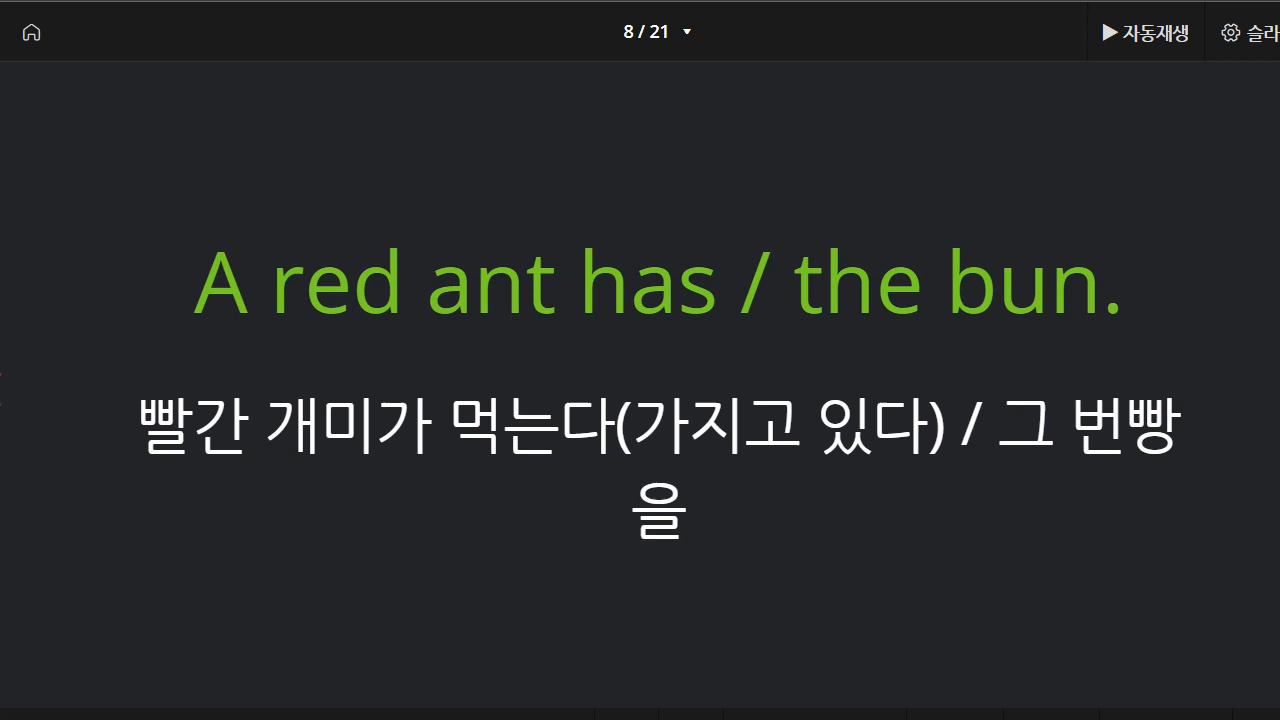 8 / 21
자동재생
슬라
A red ant has / the bun.
빨간 개미가 먹는다(가지고 있다) / 그 번빵
을